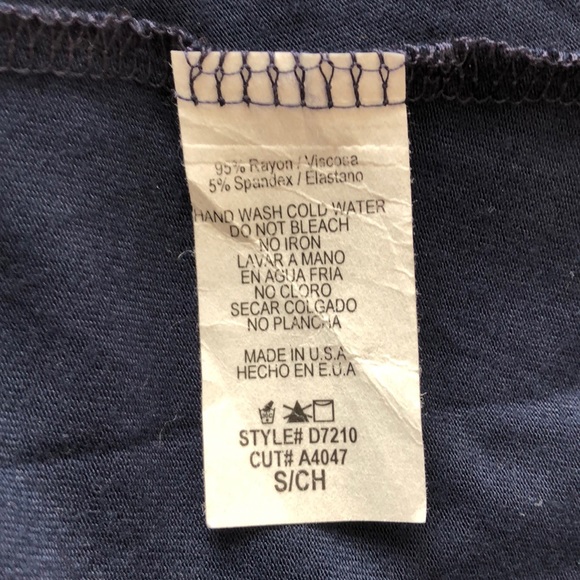 95% Rayon / Viscosa
5% Spandex / Elastano
HAND WASH COLD WATER
DO NOT BLEACH
NO IRON
LAVAR A MANO
EN AGUA FRIA
NO CLORO
SECAR COLGADO
NO PLANCHA
MADE IN U.S.A
HECHO EN E.U.A
STYLE# D7210
CUT# A4047
S/CH